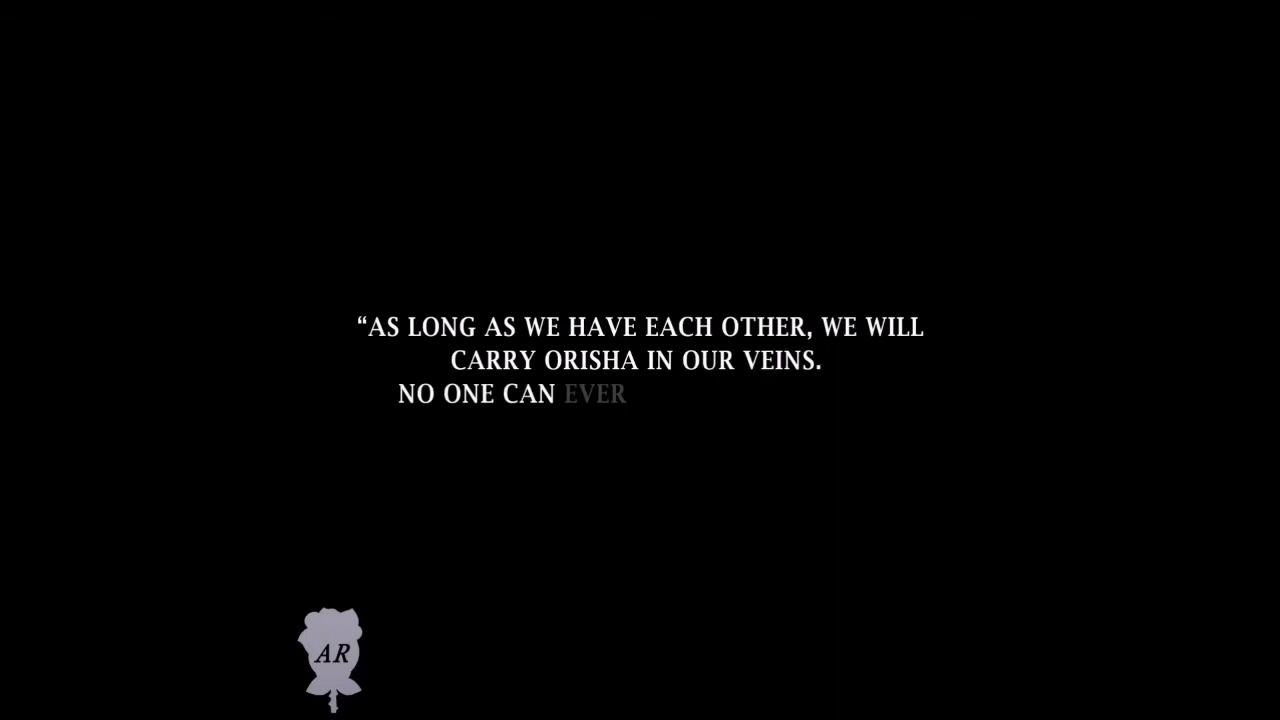 “AS LONG AS WE HAVE EACH OTHER, WE WILL
CARRY ORISHA IN OUR VEINS.
NO ONE CAN EVER
AR